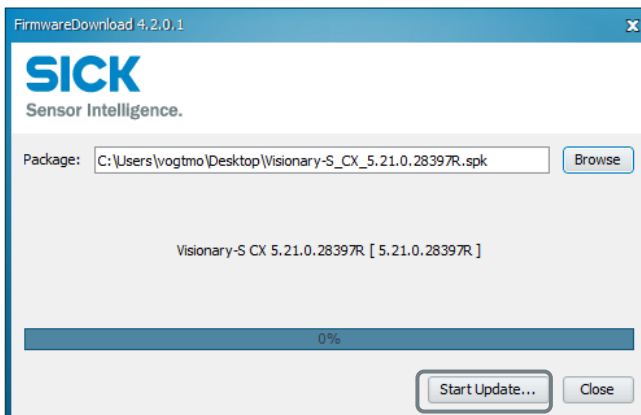 FirmwareDownload 4.2.0.1 x
SICK
Sensor Intelligence.
Package: C:\Users\vogtmo\Desktop\Visionary-S_CX_5.21.0.28397R.spk Browse
Visionary-S CX 5.21.0.28397R [ 5.21.0.28397R ]
0%
Start Update... Close